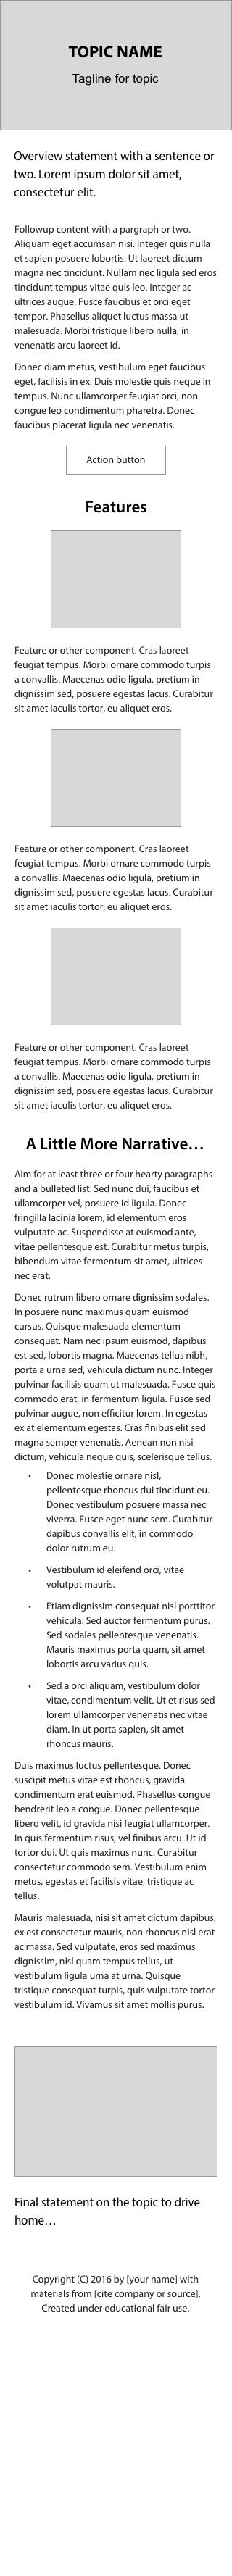 TOPIC NAME
Tagline for topic
Overview statement with a sentence or
two. Lorem ipsum dolor sit amet,
consectetur elit.
Followup content with a pargraph or two.
Aliquam eget accumsan nisi. Integer quis nulla
et sapien posuere lobortis. Ut laoreet dictum
magna nec tincidunt. Nullam nec ligula sed eros
tincidunt tempus vitae quis leo. Integer ac
ultrices augue. Fusce faucibus et orci eget
tempor. Phasellus aliquet luctus massa ut
malesuada. Morbi tristique libero nulla, in
venenatis arcu laoreet id.
Donec diam metus, vestibulum eget faucibus
eget, facilisis in ex. Duis molestie quis neque in
tempus. Nunc ullamcorper feugiat orci, non
congue leo condimentum pharetra. Donec
faucibus placerat ligula nec venenatis.
Action button
Features
Feature or other component. Cras laoreet
feugiat tempus. Morbi ornare commodo turpis
a convallis. Maecenas odio ligula, pretium in
dignissim sed, posuere egestas lacus. Curabitur
sit amet iaculis tortor, eu aliquet eros.
Feature or other component. Cras laoreet
feugiat tempus. Morbi ornare commodo turpis
a convallis. Maecenas odio ligula, pretium in
dignissim sed, posuere egestas lacus. Curabitur
sit amet iaculis tortor, eu aliquet eros.
Feature or other component. Cras laoreet
feugiat tempus. Morbi ornare commodo turpis
a convallis. Maecenas odio ligula, pretium in
dignissim sed, posuere egestas lacus. Curabitur
sit amet iaculis tortor, eu aliquet eros.
A Little More Narrative…
Aim for at least three or four hearty paragraphs
and a bulleted list. Sed nunc dui, faucibus et
ullamcorper vel, posuere id ligula. Donec
fringilla lacinia lorem, id elementum eros
vulputate ac. Suspendisse at euismod ante,
vitae pellentesque est. Curabitur metus turpis,
bibendum vitae fermentum sit amet, ultrices
nec erat.
Donec rutrum libero ornare dignissim sodales.
In posuere nunc maximus quam euismod
cursus. Quisque malesuada elementum
consequat. Nam nec ipsum euismod, dapibus
est sed, lobortis magna. Maecenas tellus nibh,
porta a urna sed, vehicula dictum nunc. Integer
pulvinar facilisis quam ut malesuada. Fusce quis
commodo erat, in fermentum ligula. Fusce sed
pulvinar augue, non efficitur lorem. In egestas
ex at elementum egestas. Cras finibus elit sed
magna semper venenatis. Aenean non nisi
dictum, vehicula neque quis, scelerisque tellus.
• Donec molestie ornare nisl,
pellentesque rhoncus dui tincidunt eu.
Donec vestibulum posuere massa nec
viverra. Fusce eget nunc sem. Curabitur
dapibus convallis elit, in commodo
dolor rutrum eu.
• Vestibulum id eleifend orci, vitae
volutpat mauris.
• Etiam dignissim consequat nisl porttitor
vehicula. Sed auctor fermentum purus.
Sed sodales pellentesque venenatis.
Mauris maximus porta quam, sit amet
lobortis arcu varius quis.
• Sed a orci aliquam, vestibulum dolor
vitae, condimentum velit. Ut et risus sed
lorem ullamcorper venenatis nec vitae
diam. In ut porta sapien, sit amet
rhoncus mauris.
Duis maximus luctus pellentesque. Donec
suscipit metus vitae est rhoncus, gravida
condimentum erat euismod. Phasellus congue
hendrerit leo a congue. Donec pellentesque
libero velit, id gravida nisi feugiat ullamcorper.
In quis fermentum risus, vel finibus arcu. Ut id
tortor dui. Ut quis maximus nunc. Curabitur
consectetur commodo sem. Vestibulum enim
metus, egestas et facilisis vitae, tristique ac
tellus.
Mauris malesuada, nisi sit amet dictum dapibus,
ex est consectetur mauris, non rhoncus nisl erat
ac massa. Sed vulputate, eros sed maximus
dignissim, nisl quam tempus tellus, ut
vestibulum ligula urna at urna. Quisque
tristique consequat turpis, quis vulputate tortor
vestibulum id. Vivamus sit amet mollis purus.
Final statement on the topic to drive
home…
Copyright (C) 2016 by [your name] with
materials from [cite company or source].
Created under educational fair use.